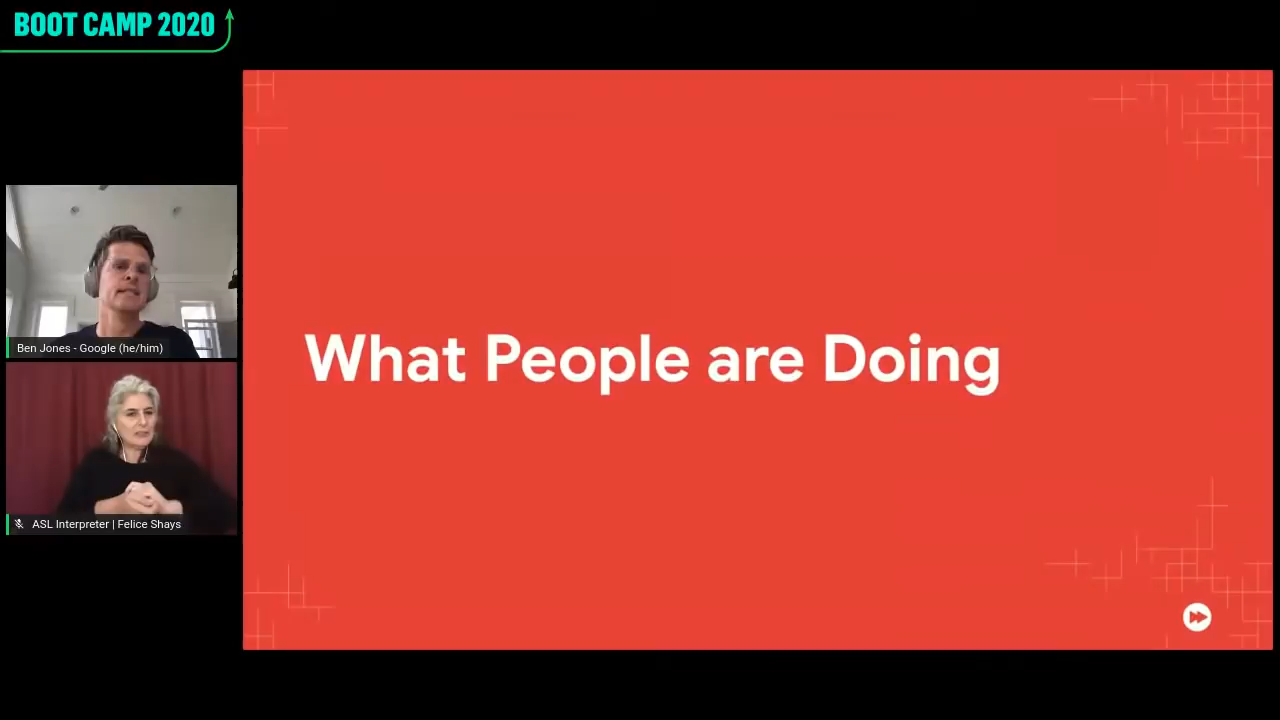 BOOT CAMP 2020
Ben Jones - Google (he/him)
ASL Interpreter | Felice Shays
What People are Doing